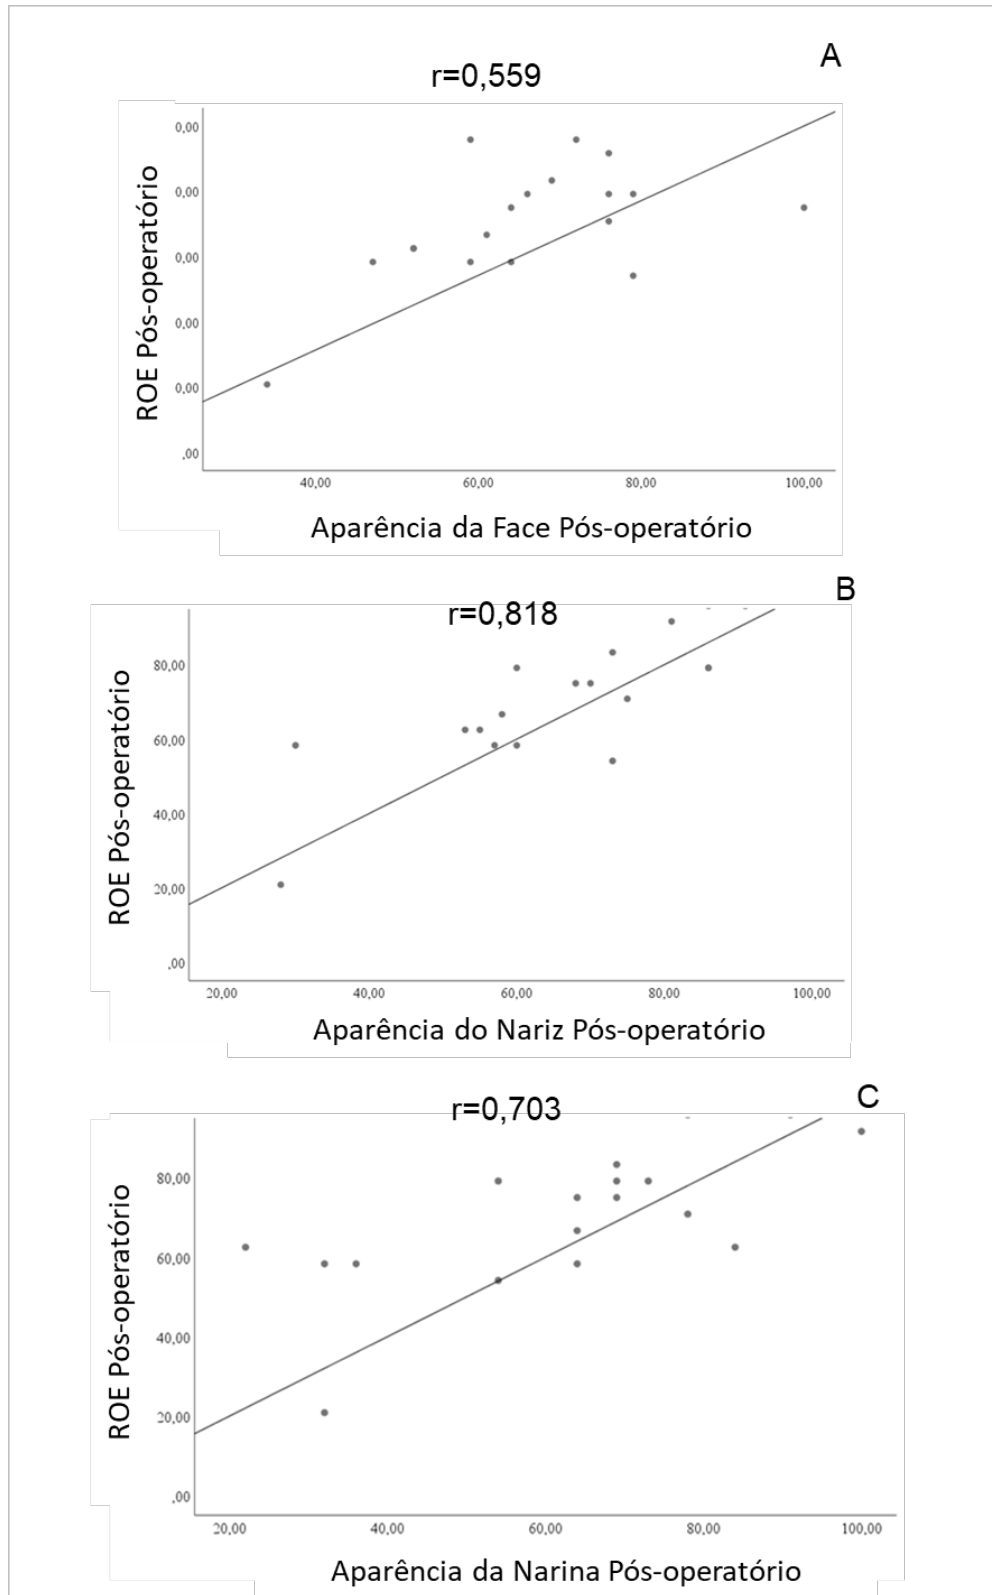 A
r=0,559
0,00
0,00
0,00
0,00
0,00
,00
ROE Pós-operatório
40,00 60,00 80,00 100,00
Aparência da Face Pós-operatório
B
r=0,818
80,00
60,00
40,00
20,00
,00
ROE Pós-operatório
20,00 40,00 60,00 80,00 100,00
Aparência do Nariz Pós-operatório
C
r=0,703
80,00
60,00
40,00
20,00
,00
ROE Pós-operatório
20,00 40,00 60,00 80,00 100,00
Aparência da Narina Pós-operatório